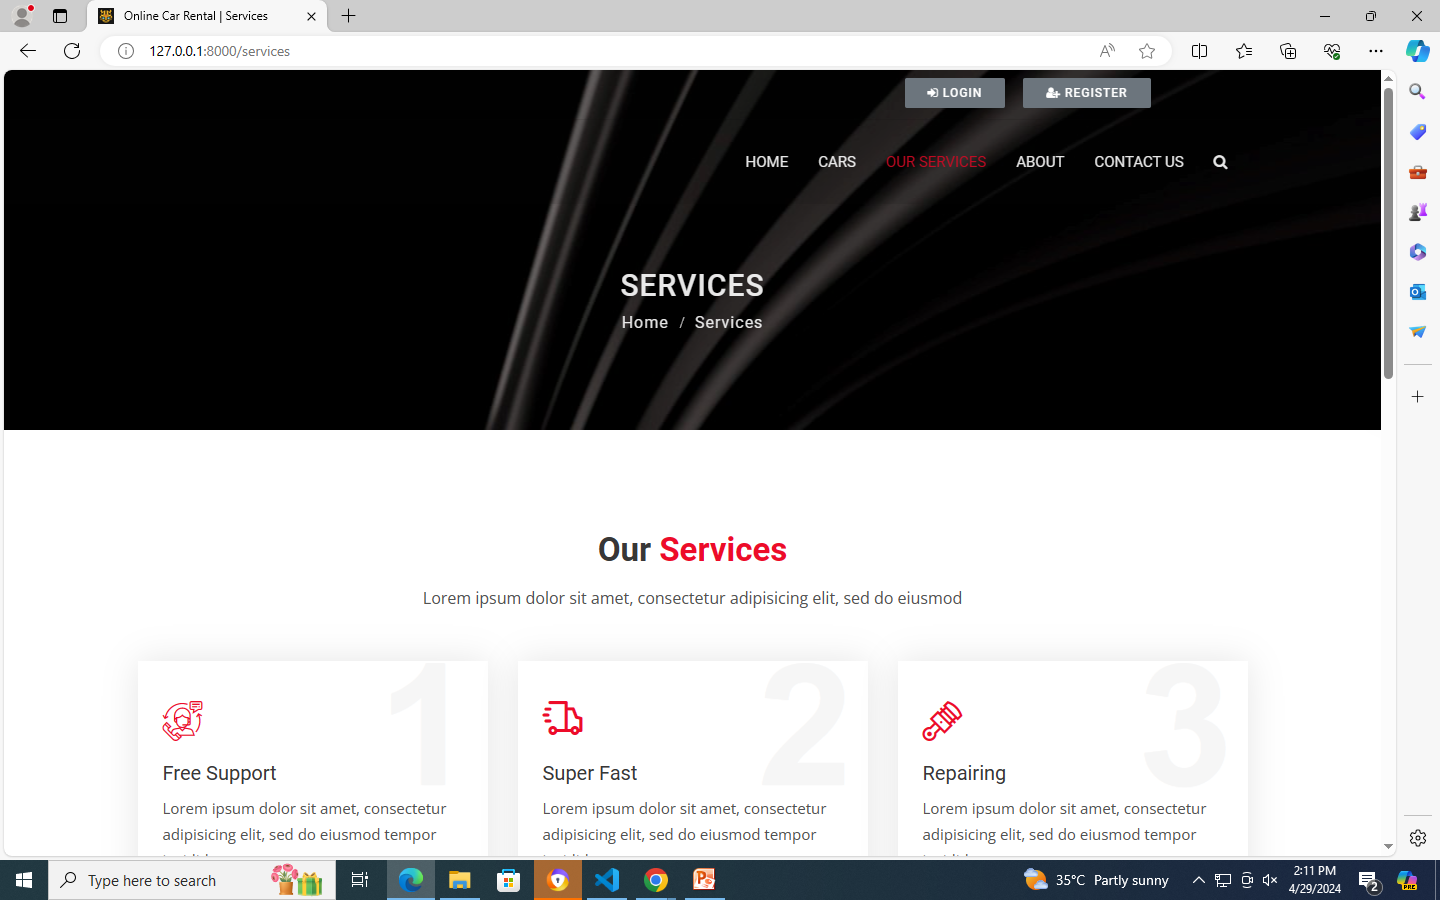 Online Car Rental | Services
127.0.0.1:8000/services
LOGIN
REGISTER
HOME CARS OUR SERVICES ABOUT CONTACT US
SERVICES
Home / Services
Our Services
Lorem ipsum dolor sit amet, consectetur adipisicing elit, sed do eiusmod
1
Free Support
Lorem ipsum dolor sit amet, consectetur
adipisicing elit, sed do eiusmod tempor
2
Super Fast
Lorem ipsum dolor sit amet, consectetur
adipisicing elit, sed do eiusmod tempor
3
Repairing
Lorem ipsum dolor sit amet, consectetur
adipisicing elit, sed do eiusmod tempor
Type here to search
35°C Partly sunny
2:11 PM
4/29/2024
2
PRE